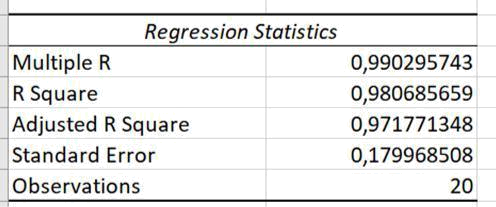 Regression Statistics
Multiple R 0,990295743
R Square 0,980685659
Adjusted R Square 0,971771348
Standard Error 0,179968508
Observations 20